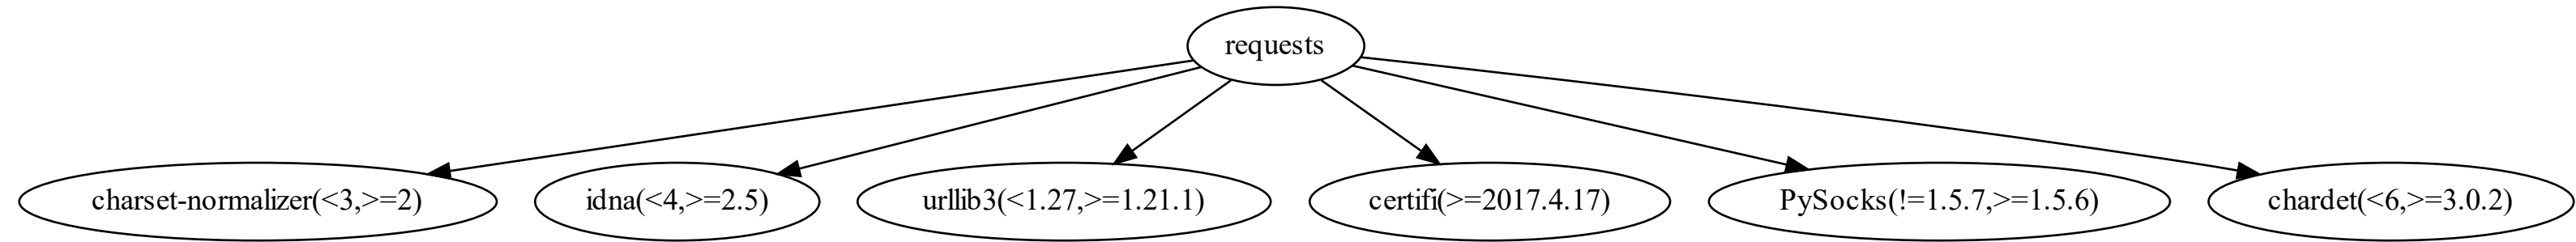 requests
charset-normalizer(<3,>=2)
idna(<4,>=2.5)
urllib3(<1.27,>=1.21.1)
certifi(>=2017.4.17)
PySocks(!=1.5.7,>=1.5.6)
chardet(<6,>=3.0.2)